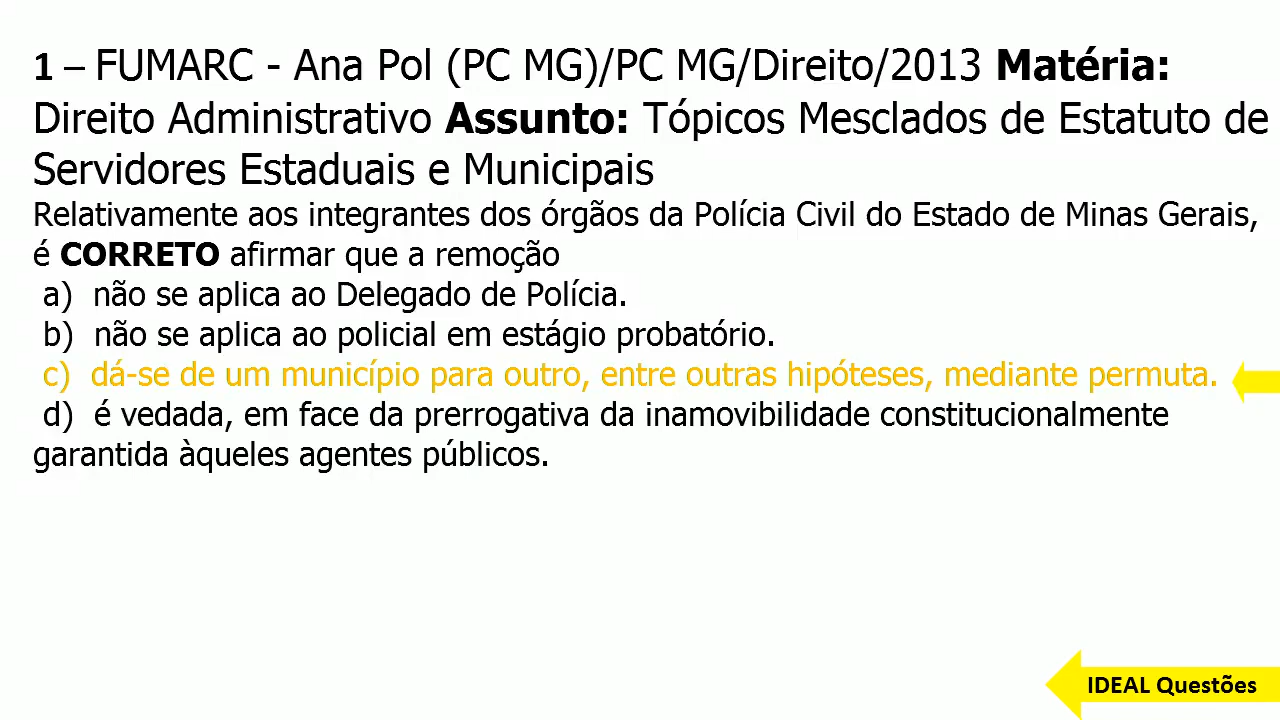 1 – FUMARC - Ana Pol (PC MG)/PC MG/Direito/2013 Matéria:
Direito Administrativo Assunto: Tópicos Mesclados de Estatuto de
Servidores Estaduais e Municipais
Relativamente aos integrantes dos órgãos da Polícia Civil do Estado de Minas Gerais,
é CORRETO afirmar que a remoção
a) não se aplica ao Delegado de Polícia.
b) não se aplica ao policial em estágio probatório.
c) dá-se de um município para outro, entre outras hipóteses, mediante permuta.
d) é vedada, em face da prerrogativa da inamovibilidade constitucionalmente
garantida àqueles agentes públicos.
IDEAL Questões